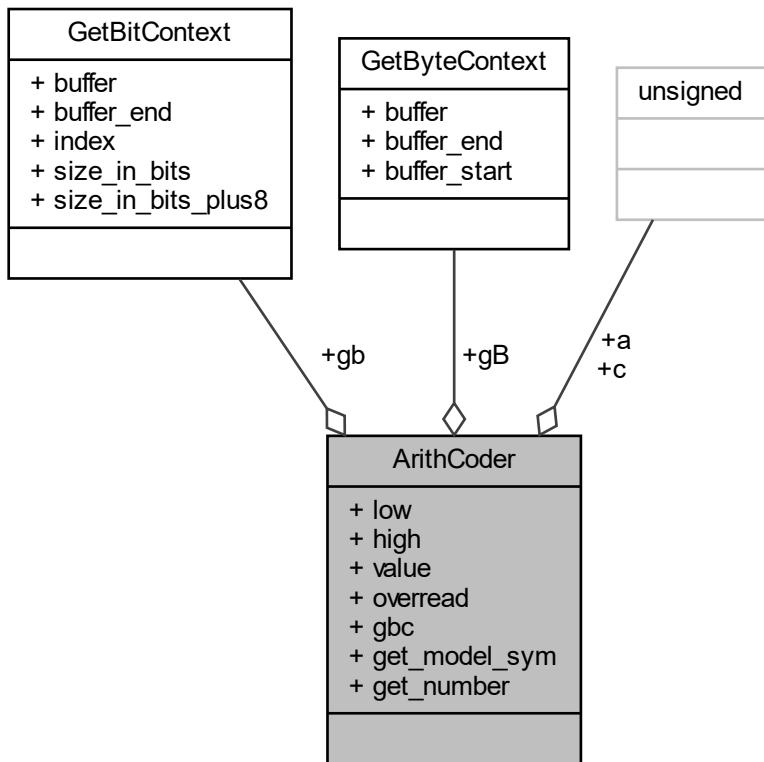 GetBitContext
+ buffer
+ buffer_end
+ index
+ size_in_bits
+ size_in_bits_plus8
GetByteContext
+ buffer
+ buffer_end
+ buffer_start
unsigned
+gb
+gB
+a
+c
ArithCoder
+ low
+ high
+ value
+ overread
+ gbc
+ get_model_sym
+ get_number